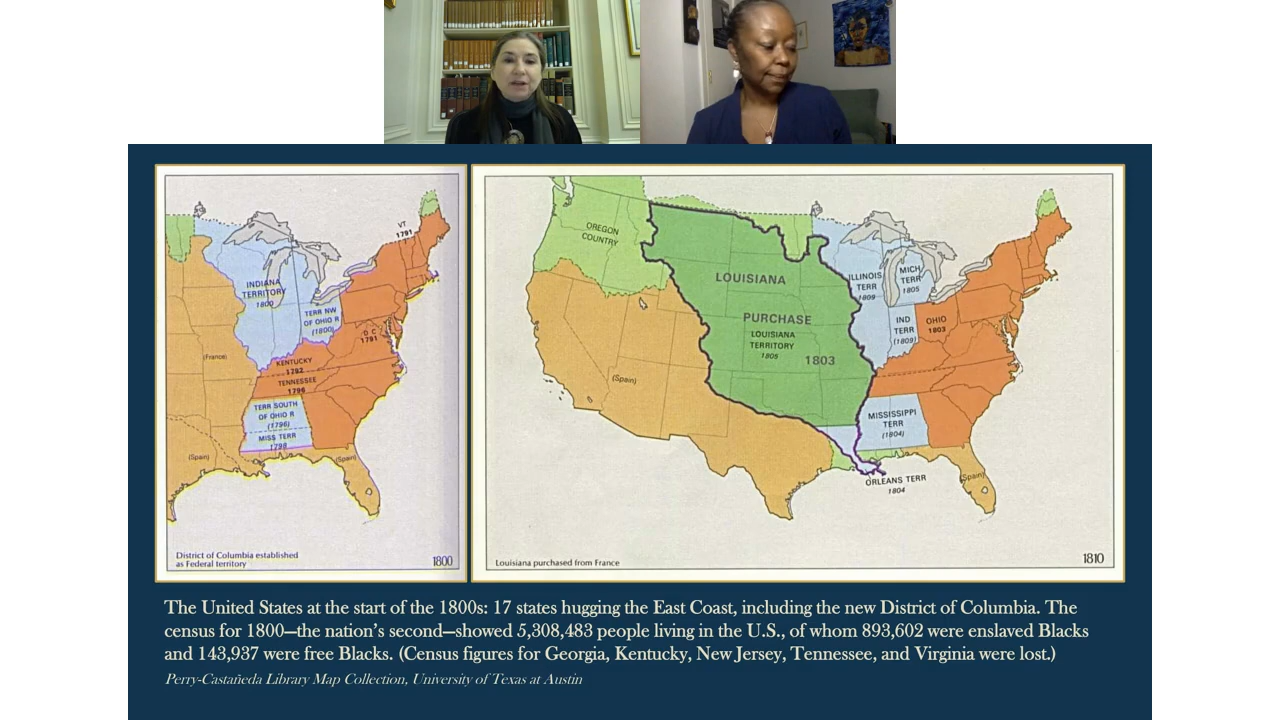 VT
1791
INDIANA
TERRITORY
1800
TERR NW
OF OHIO R
(1800)
D C
1791
(France)
KENTUCKY
1792
TENNESSEE
1796
TERR SOUTH
OF OHIO R
(1796)
MISS TERR
1798
(Spain)
(Spain)
District of Columbia established
as Federal territory
1800
OREGON
COUNTRY
LOUISIANA
PURCHASE
1803
LOUISIANA
TERRITORY
1805
ILLINOIS
TERR
1809
MICH
TERR
1805
IND
TERR
(1809)
OHIO
1803
(Spain)
MISSISSIPPI
TERR
(1804)
ORLEANS TERR
1804
(Spain)
Louisiana purchased from France
1810
The United States at the start of the 1800s: 17 states hugging the East Coast, including the new District of Columbia. The
census for 1800—the nation's second—showed 5,308,483 people living in the U.S., of whom 893,602 were enslaved Blacks
and 143,937 were free Blacks. (Census figures for Georgia, Kentucky, New Jersey, Tennessee, and Virginia were lost.)
Perry-Castañeda Library Map Collection, University of Texas at Austin